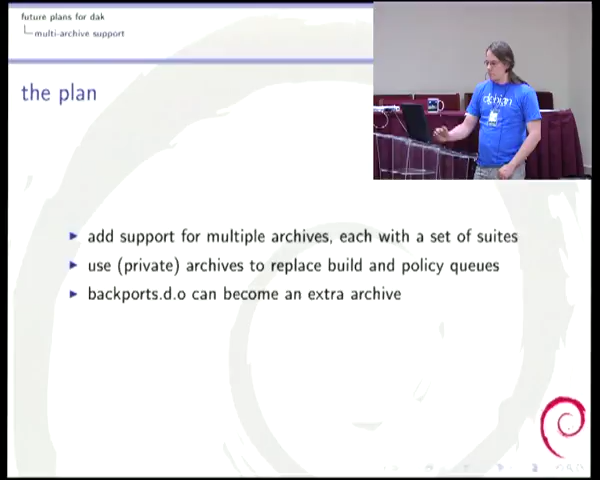 future plans for dak
multi-archive support
the plan
debian
add support for multiple archives, each with a set of suites
use (private) archives to replace build and policy queues
backports.d.o can become an extra archive